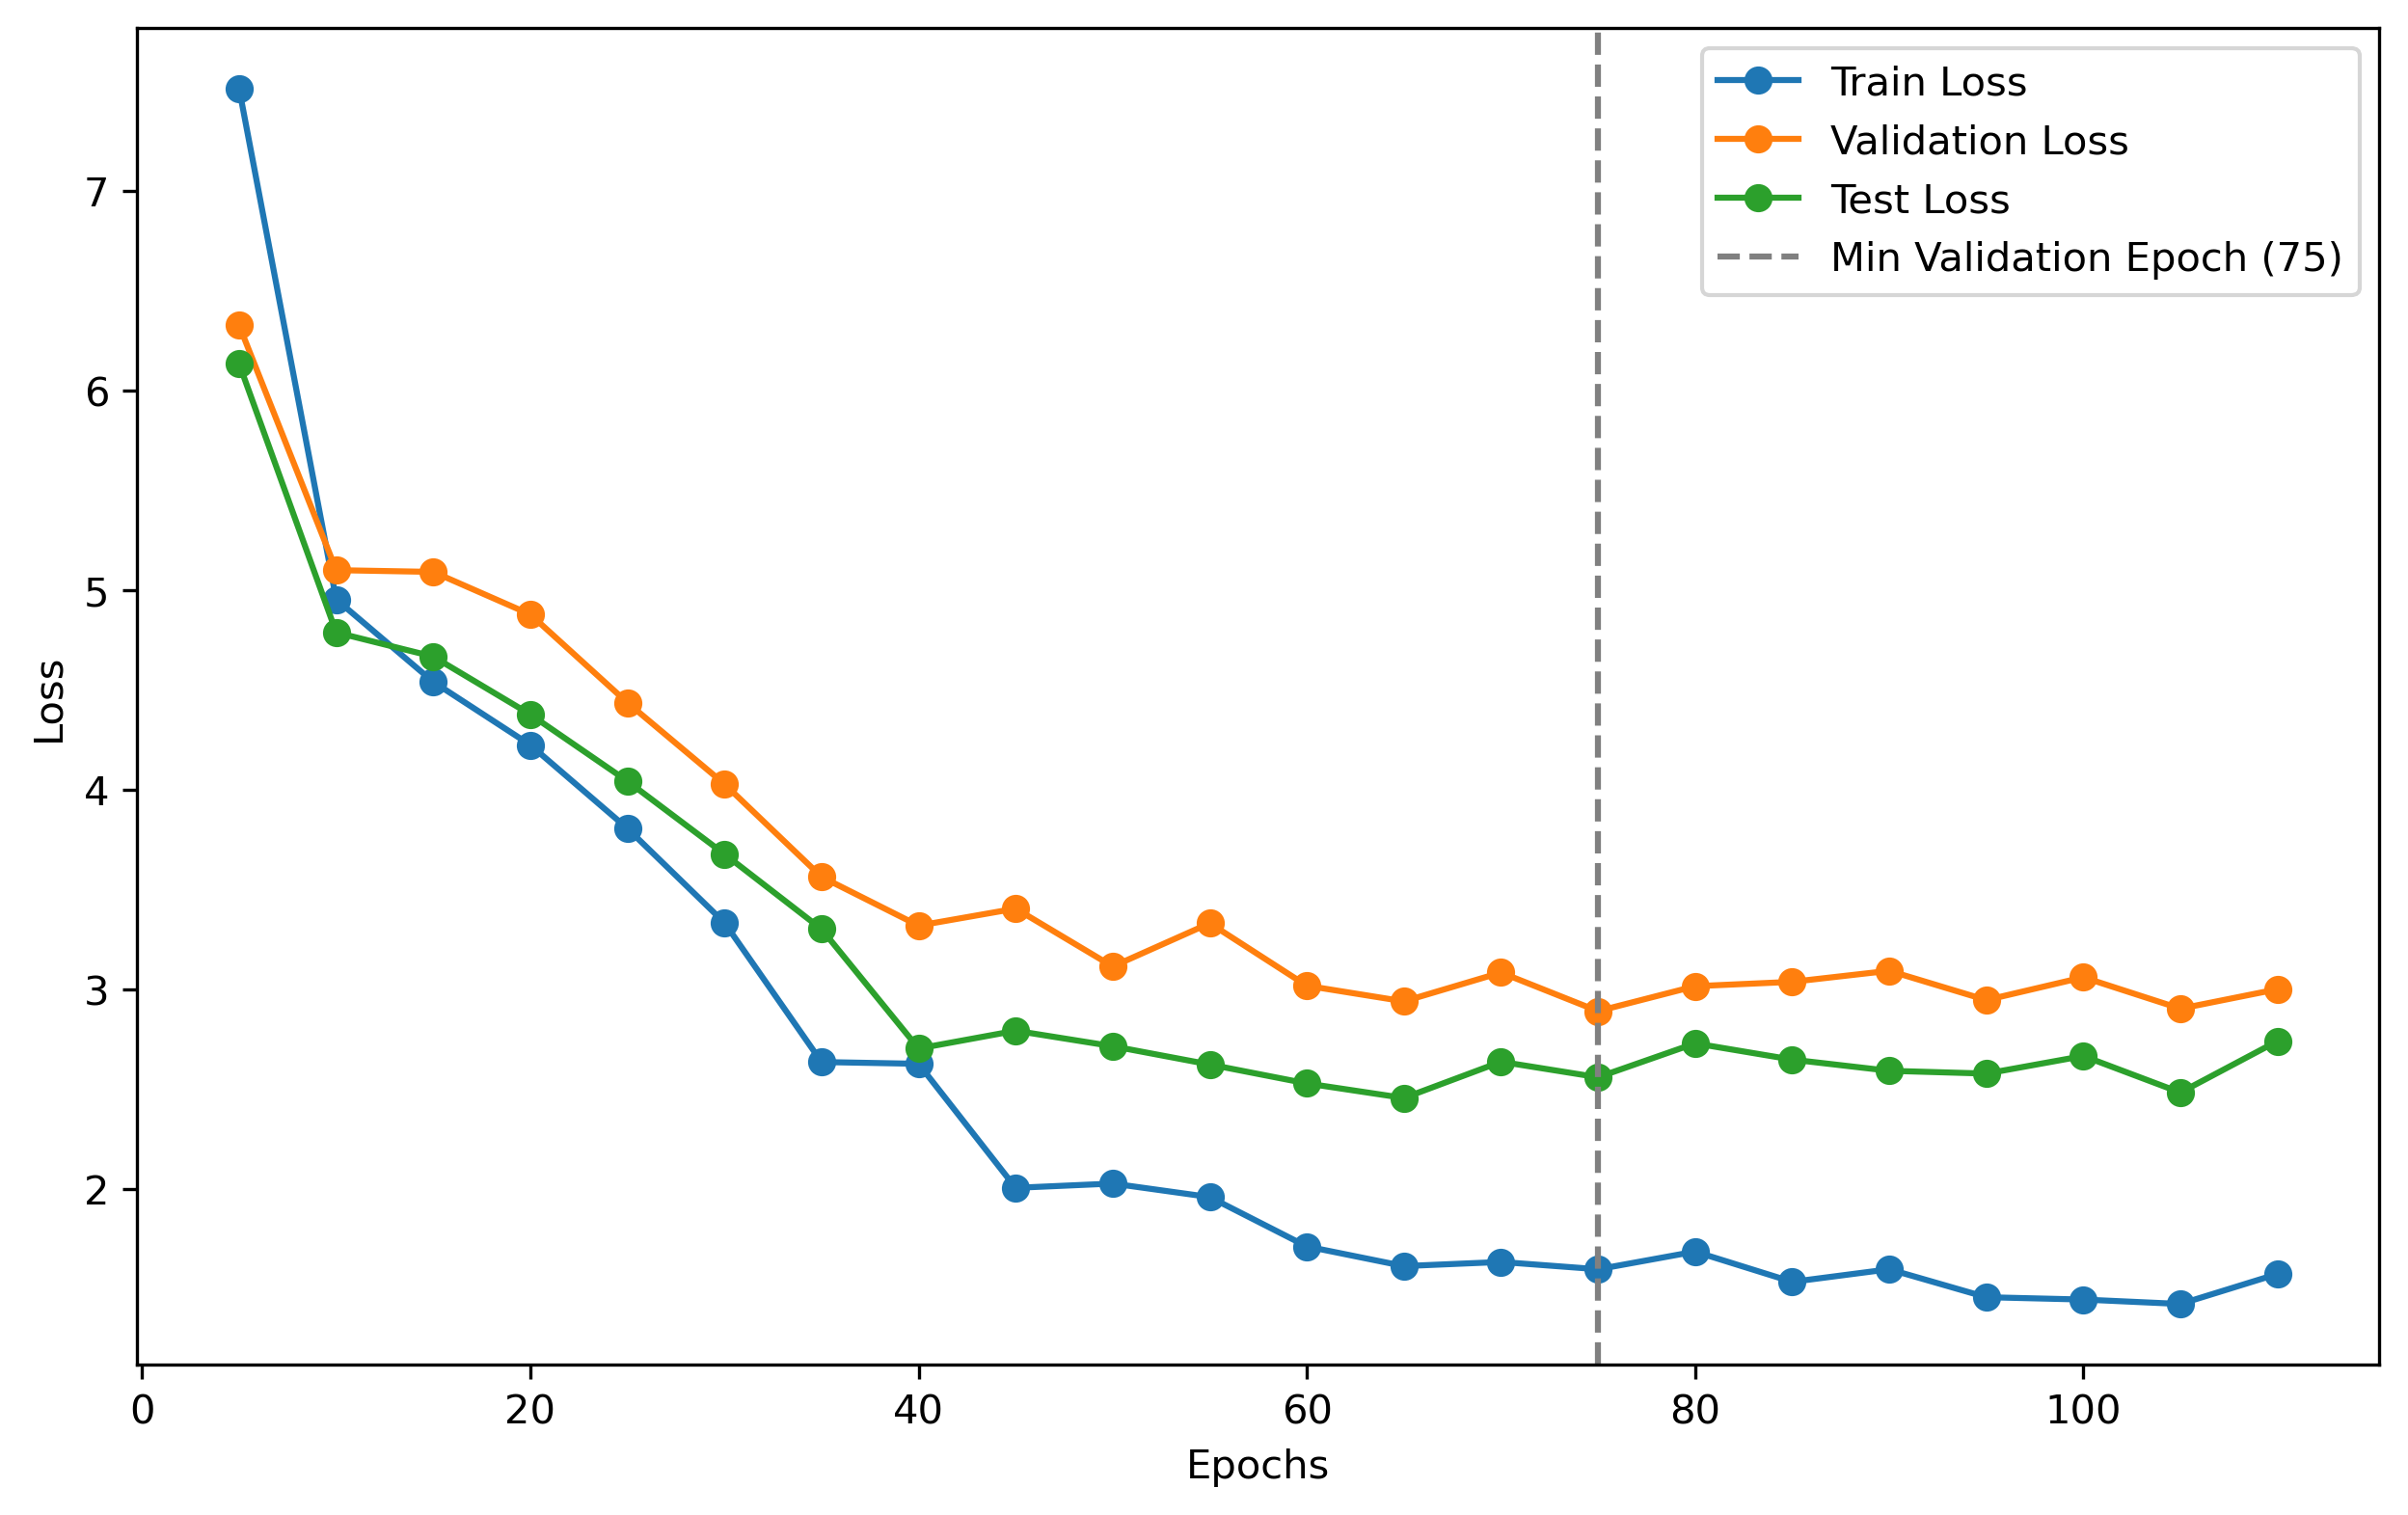 Train Loss
Validation Loss
Test Loss
Min Validation Epoch (75)
7
6
5
4
3
2
Loss
0 20 40 60 80 100
Epochs